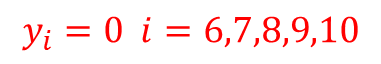 yᵢ = 0 i = 6,7,8,9,10